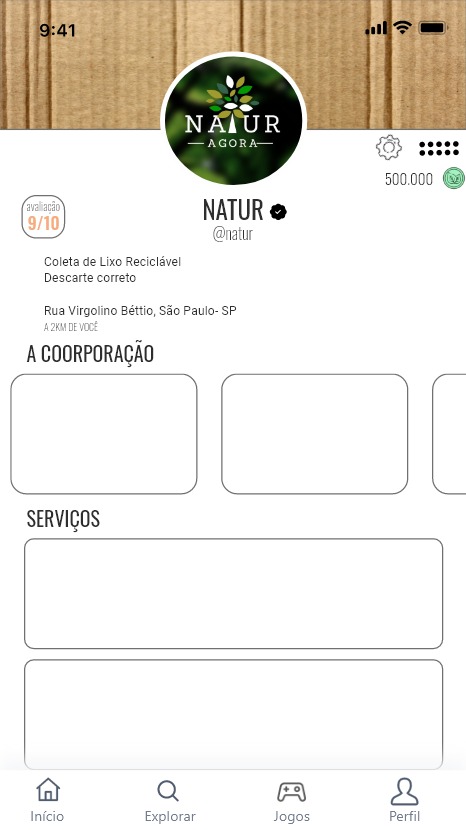 9:41
NATUR
AGORA
500.000
avaliação
9/10
NATUR
@natur
Coleta de Lixo Reciclável
Descarte correto
Rua Virgolino Béttio, São Paulo- SP
A 2KM DE VOCÊ
A COORPORAÇÃO
SERVIÇOS
Início
Explorar
Jogos
Perfil